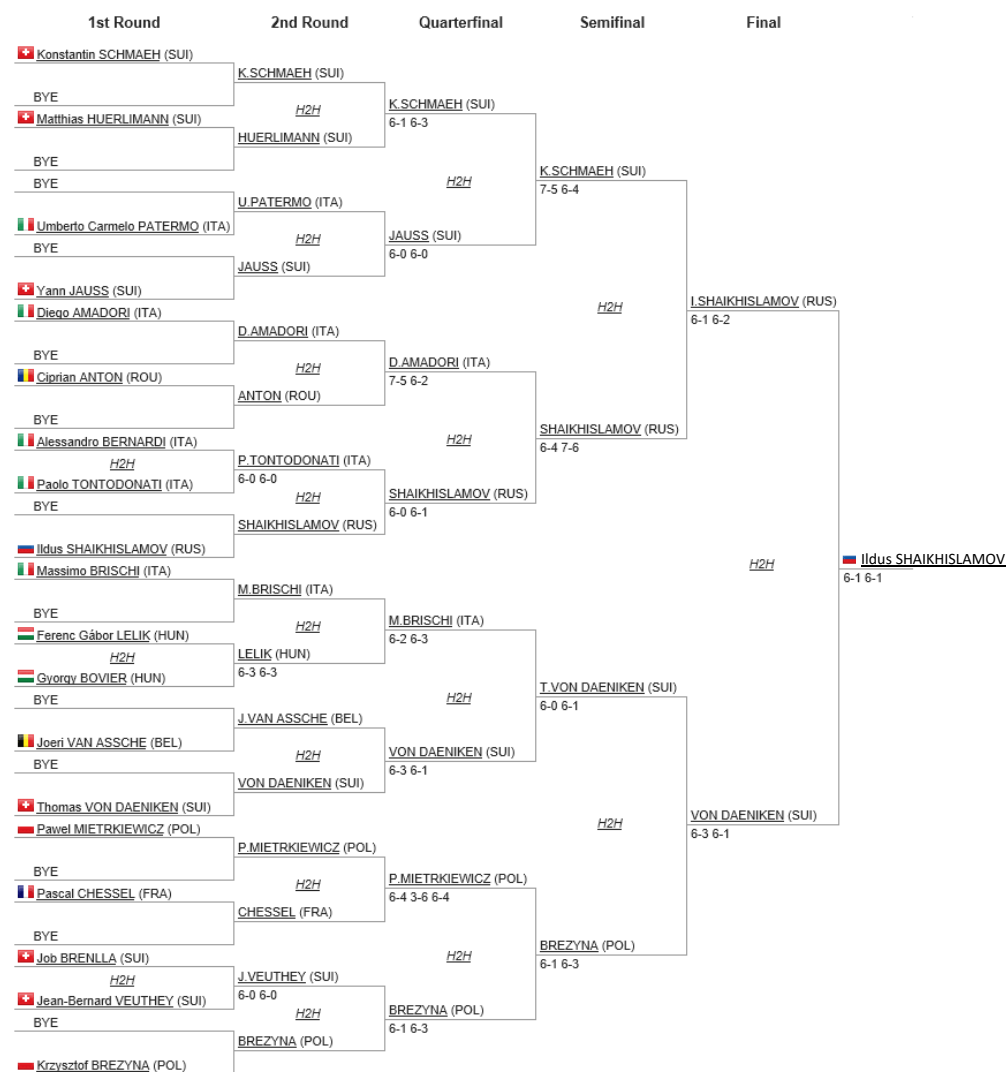 1st Round 2nd Round Quarterfinal Semifinal Final
Konstantin SCHMAEH (SUI)
K.SCHMAEH (SUI)
BYE
H2H
K.SCHMAEH (SUI)
Matthias HUERLIMANN (SUI)
6-1 6-3
HUERLIMANN (SUI)
BYE
K.SCHMAEH (SUI)
BYE
H2H
7-5 6-4
U.PATERMO (ITA)
Umberto Carmelo PATERMO (ITA)
H2H
JAUSS (SUI)
BYE
6-0 6-0
JAUSS (SUI)
Yann JAUSS (SUI)
H2H
I.SHAIKHISLAMOV (RUS)
Diego AMADORI (ITA)
6-1 6-2
D.AMADORI (ITA)
BYE
H2H
D.AMADORI (ITA)
Ciprian ANTON (ROU)
7-5 6-2
ANTON (ROU)
BYE
SHAIKHISLAMOV (RUS)
Alessandro BERNARDI (ITA)
H2H
6-4 7-6
H2H
P.TONTODONATI (ITA)
6-0 6-0
Paolo TONTODONATI (ITA)
H2H
SHAIKHISLAMOV (RUS)
BYE
6-0 6-1
SHAIKHISLAMOV (RUS)
Ildus SHAIKHISLAMOV (RUS)
Ildus SHAIKHISLAMOV
H2H
Massimo BRISCHI (ITA)
6-1 6-1
M.BRISCHI (ITA)
BYE
H2H
M.BRISCHI (ITA)
Ferenc Gábor LELIK (HUN)
6-2 6-3
H2H
LELIK (HUN)
6-3 6-3
Gyorgy BOVIER (HUN)
T.VON DAENIKEN (SUI)
BYE
H2H
6-0 6-1
J.VAN ASSCHE (BEL)
Joeri VAN ASSCHE (BEL)
H2H
VON DAENIKEN (SUI)
BYE
6-3 6-1
VON DAENIKEN (SUI)
Thomas VON DAENIKEN (SUI)
H2H
VON DAENIKEN (SUI)
Pawel MIETRKIEWICZ (POL)
6-3 6-1
P.MIETRKIEWICZ (POL)
BYE
H2H
P.MIETRKIEWICZ (POL)
Pascal CHESSEL (FRA)
6-4 3-6 6-4
CHESSEL (FRA)
BYE
BREZYNA (POL)
Job BRENLLA (SUI)
H2H
6-1 6-3
H2H
J.VEUTHEY (SUI)
6-0 6-0
Jean-Bernard VEUTHEY (SUI)
H2H
BREZYNA (POL)
BYE
6-1 6-3
BREZYNA (POL)
Krzysztof BREZYNA (POL)